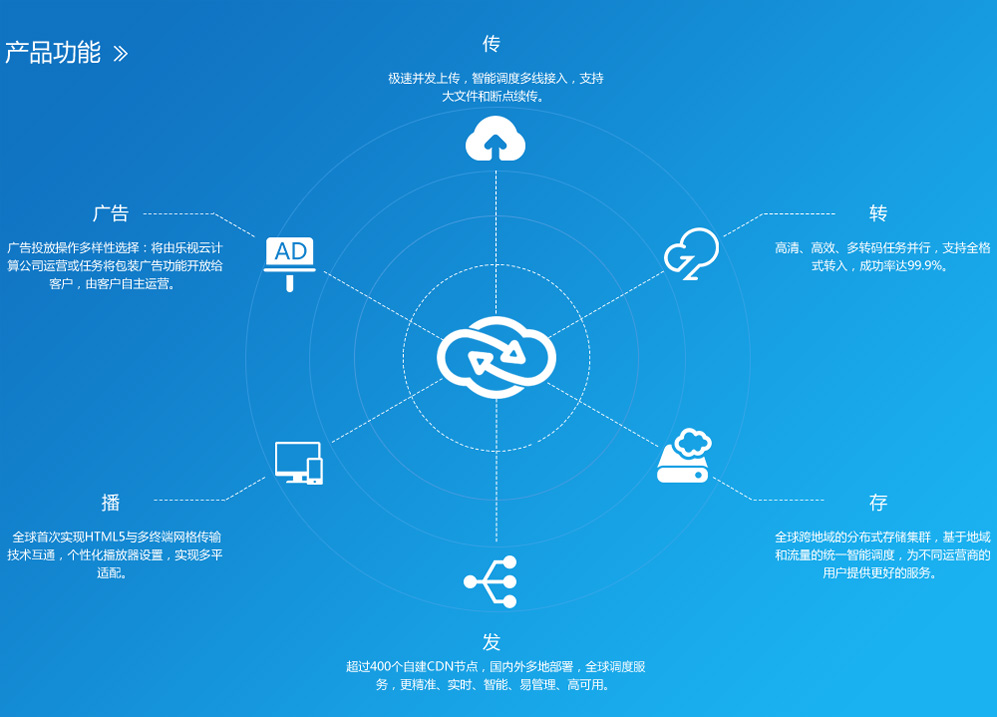 产品功能
传
极速并发上传，智能调度多线接入，支持
大文件和断点续传。
广告
广告投放操作多样性选择：将由乐视云计
算公司运营或任务将包装广告功能开放给
客户，由客户自主运营。
AD
转
高清、高效、多转码任务并行，支持全格
式转入，成功率达99.9%。
播
全球首次实现HTML5与多终端网格传输
技术互通，个性化播放器设置，实现多平
适配。
存
全球跨地域的分布式存储集群，基于地域
和流量的统一智能调度，为不同运营商的
用户提供更好的服务。
发
超过400个自建CDN节点，国内外多地部署，全球调度服
务，更精准、实时、智能、易管理、高可用。